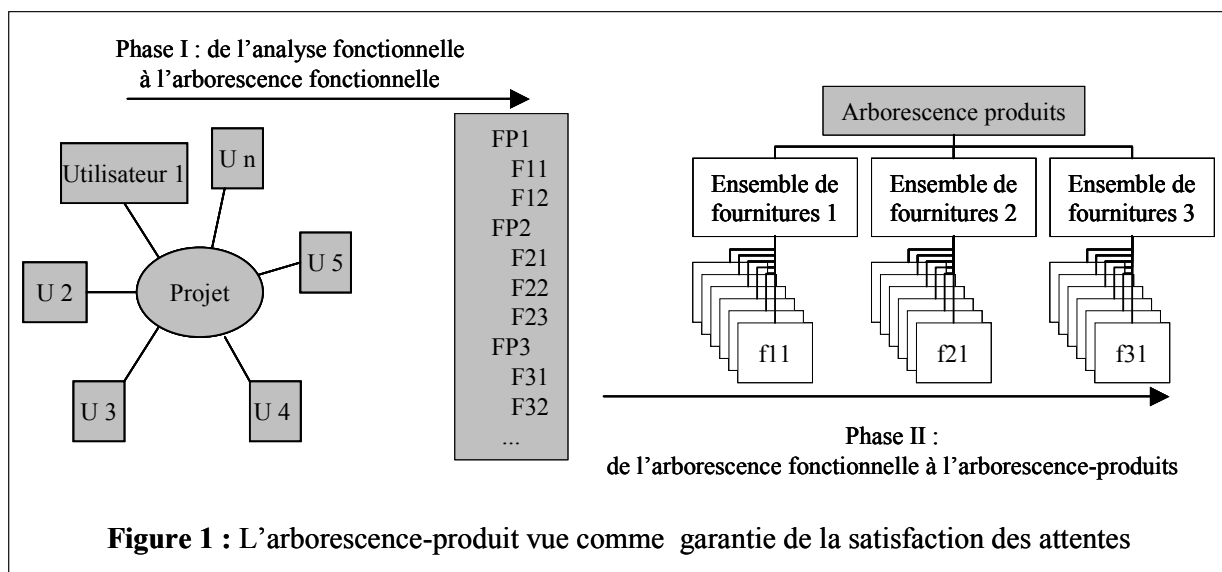 Phase I : de l'analyse fonctionnelle
à l'arborescence fonctionnelle
Utilisateur 1
U n
U 5
U 2
Projet
U 3
U 4
FP1
F11
F12
FP2
F21
F22
F23
FP3
F31
F32
...
Arborescence produits
Ensemble de
fournitures 1
Ensemble de
fournitures 2
Ensemble de
fournitures 3
f11
f21
f31
Phase II :
de l'arborescence fonctionnelle à l'arborescence-produits
Figure 1 : L'arborescence-produit vue comme garantie de la satisfaction des attentes